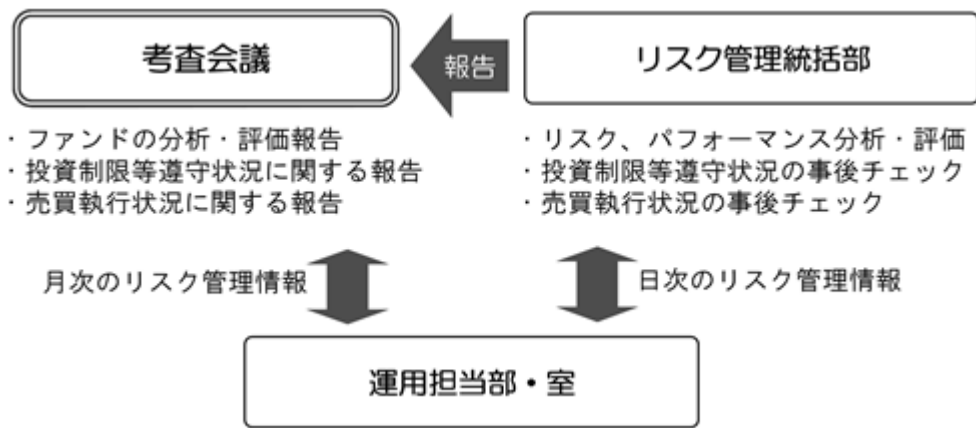 考査会議
報告
リスク管理統括部
・ファンドの分析・評価報告
・投資制限等遵守状況に関する報告
・売買執行状況に関する報告
・リスク、パフォーマンス分析・評価
・投資制限等遵守状況の事後チェック
・売買執行状況の事後チェック
月次のリスク管理情報
日次のリスク管理情報
運用担当部・室